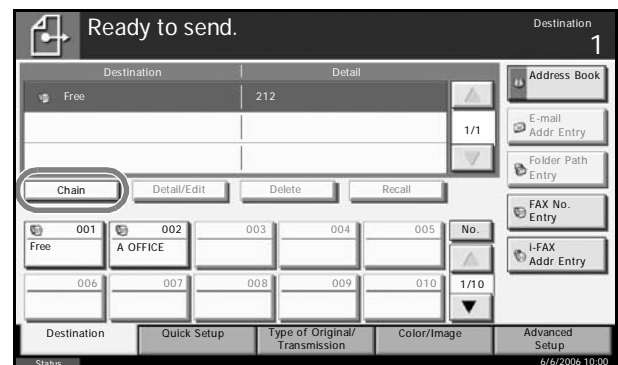 Ready to send.
Destination
1
Destination Detail
Free 212
1/1
Chain Detail/Edit Delete Recall
Address Book
E-mail
Addr Entry
Folder Path
Entry
FAX No.
Entry
i-FAX
Addr Entry
001 002 003 004 005 No.
Free A OFFICE
006 007 008 009 010 1/10
Destination Quick Setup Type of Original/
Transmission Color/Image Advanced
Setup
Status 6/6/2006 10:00